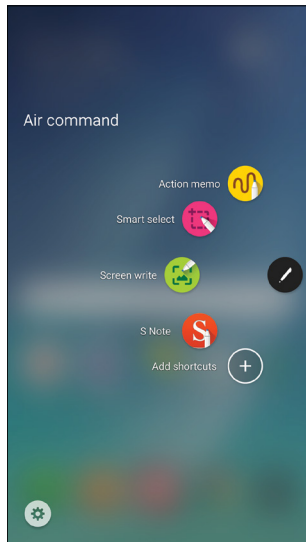 Air command
Action memo
Smart select
Screen write
S Note
Add shortcuts